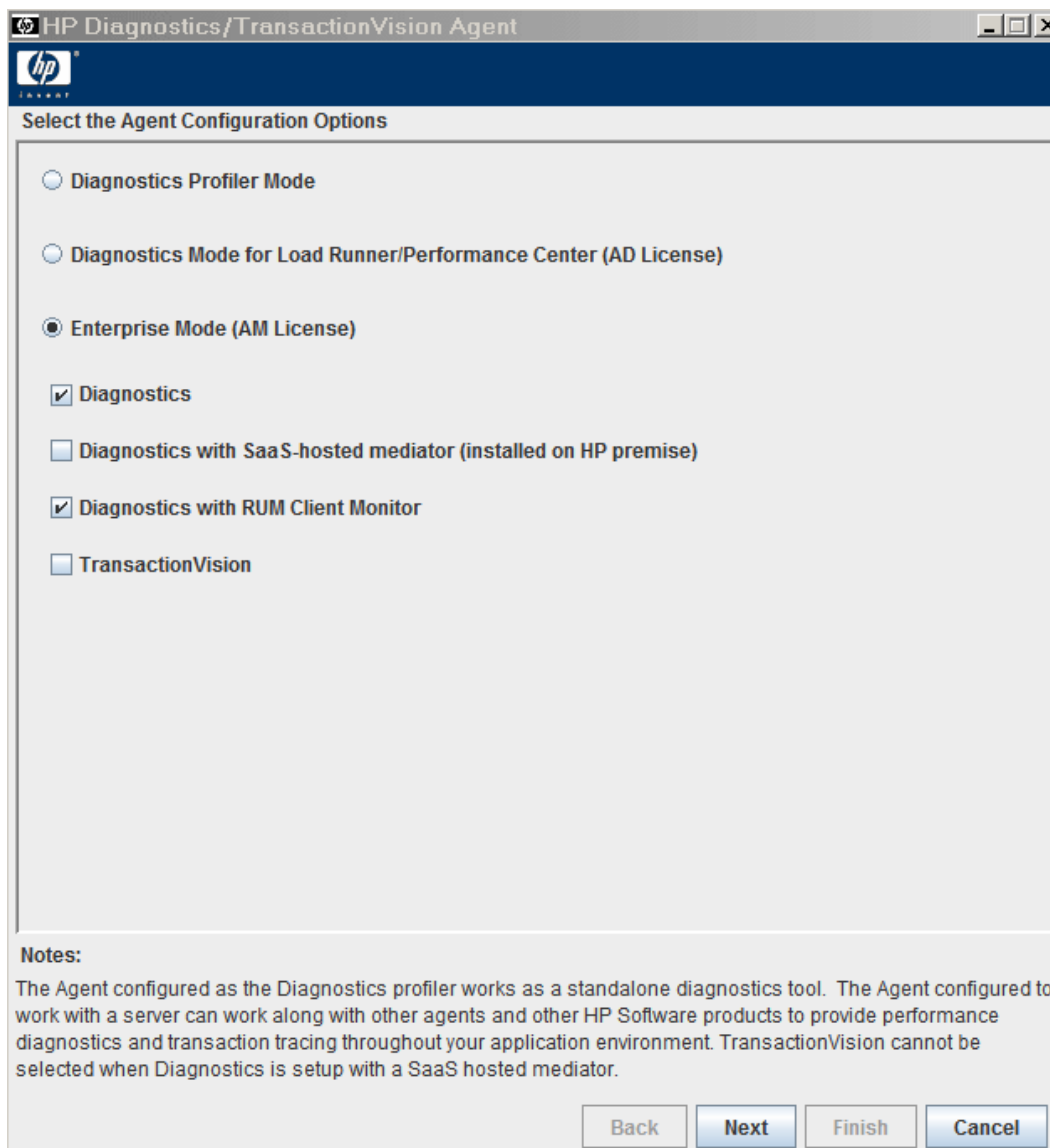 HP Diagnostics/TransactionVision Agent
hp
invent
Select the Agent Configuration Options
Diagnostics Profiler Mode
Diagnostics Mode for Load Runner/Performance Center (AD License)
Enterprise Mode (AM License)
Diagnostics
Diagnostics with SaaS-hosted mediator (installed on HP premise)
Diagnostics with RUM Client Monitor
TransactionVision
Notes:
The Agent configured as the Diagnostics profiler works as a standalone diagnostics tool.  The Agent configured to
work with a server can work along with other agents and other HP Software products to provide performance
diagnostics and transaction tracing throughout your application environment. TransactionVision cannot be
selected when Diagnostics is setup with a SaaS hosted mediator.
Back Next Finish Cancel